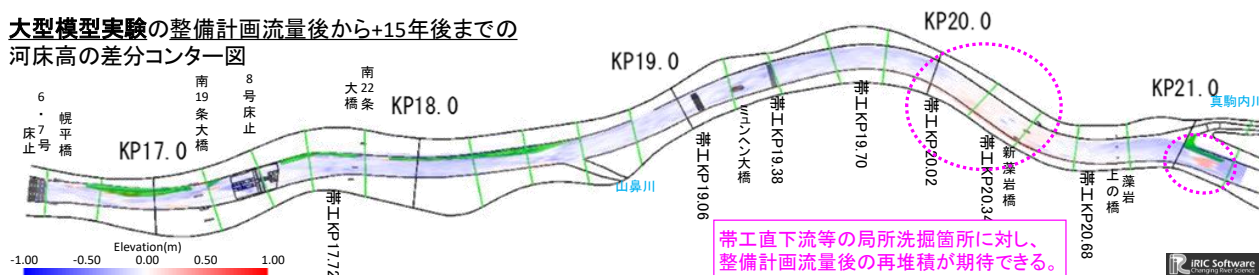 大型模型実験の整備計画流量後から+15年後までの
河床高の差分コンター図
6・7号床止
幌平橋
KP17.0
南19条大橋
8号床止
南22条大橋
KP18.0
帯工KP17.72
山鼻川
KP19.0
帯工KP19.06
ミュンヘン大橋
帯工KP19.38
帯工KP19.70
KP20.0
帯工KP20.02
帯工KP20.34
新藻岩橋
帯工KP20.68
藻岩上の橋
KP21.0
真駒内川
帯工直下流等の局所洗掘箇所に対し、
整備計画流量後の再堆積が期待できる。
Elevation(m)
-1.00 -0.50 0.00 0.50 1.00
iRIC Software
Changing River Science